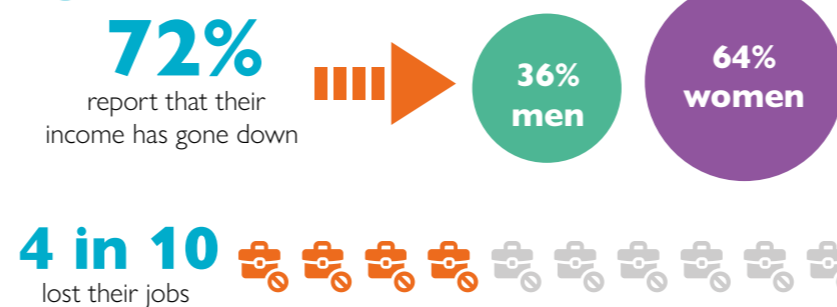 72%
report that their
income has gone down
36%
men
64%
women
4 in 10
lost their jobs